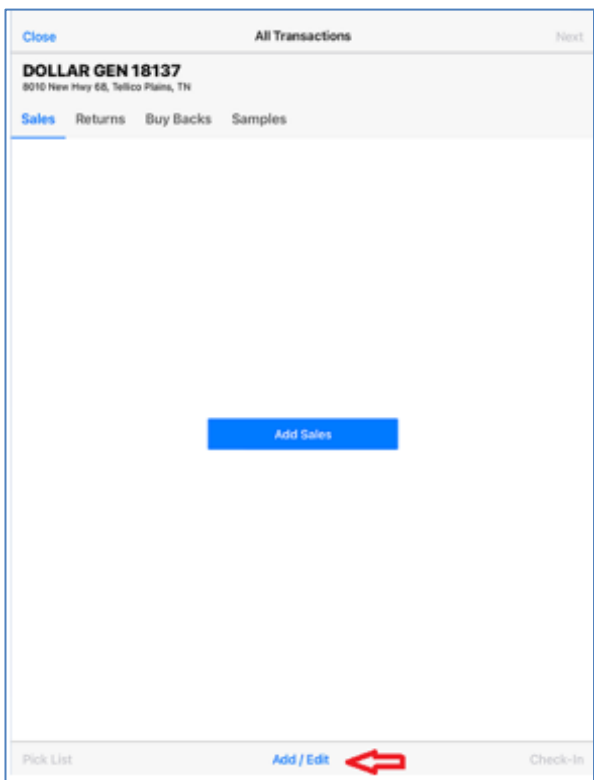 Close All Transactions Next
DOLLAR GEN 18137
8010 New Hwy 68, Tellico Plains, TN
Sales Returns Buy Backs Samples
Add Sales
Pick List Add / Edit Check-In